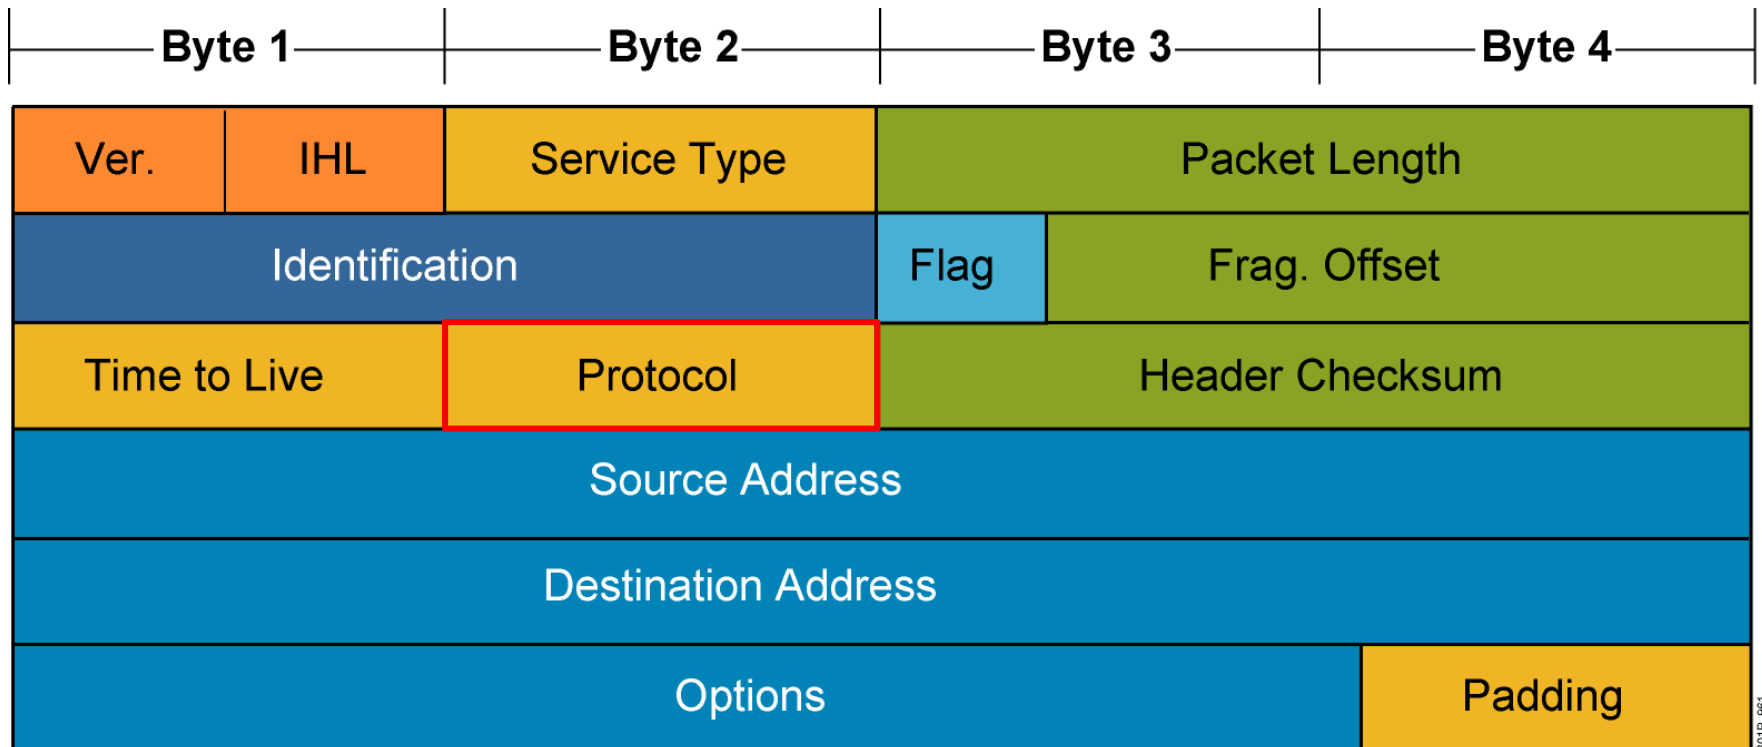 Byte 1 Byte 2 Byte 3 Byte 4
Ver. IHL Service Type Packet Length
Identification Flag Frag. Offset
Time to Live Protocol Header Checksum
Source Address
Destination Address
Options Padding